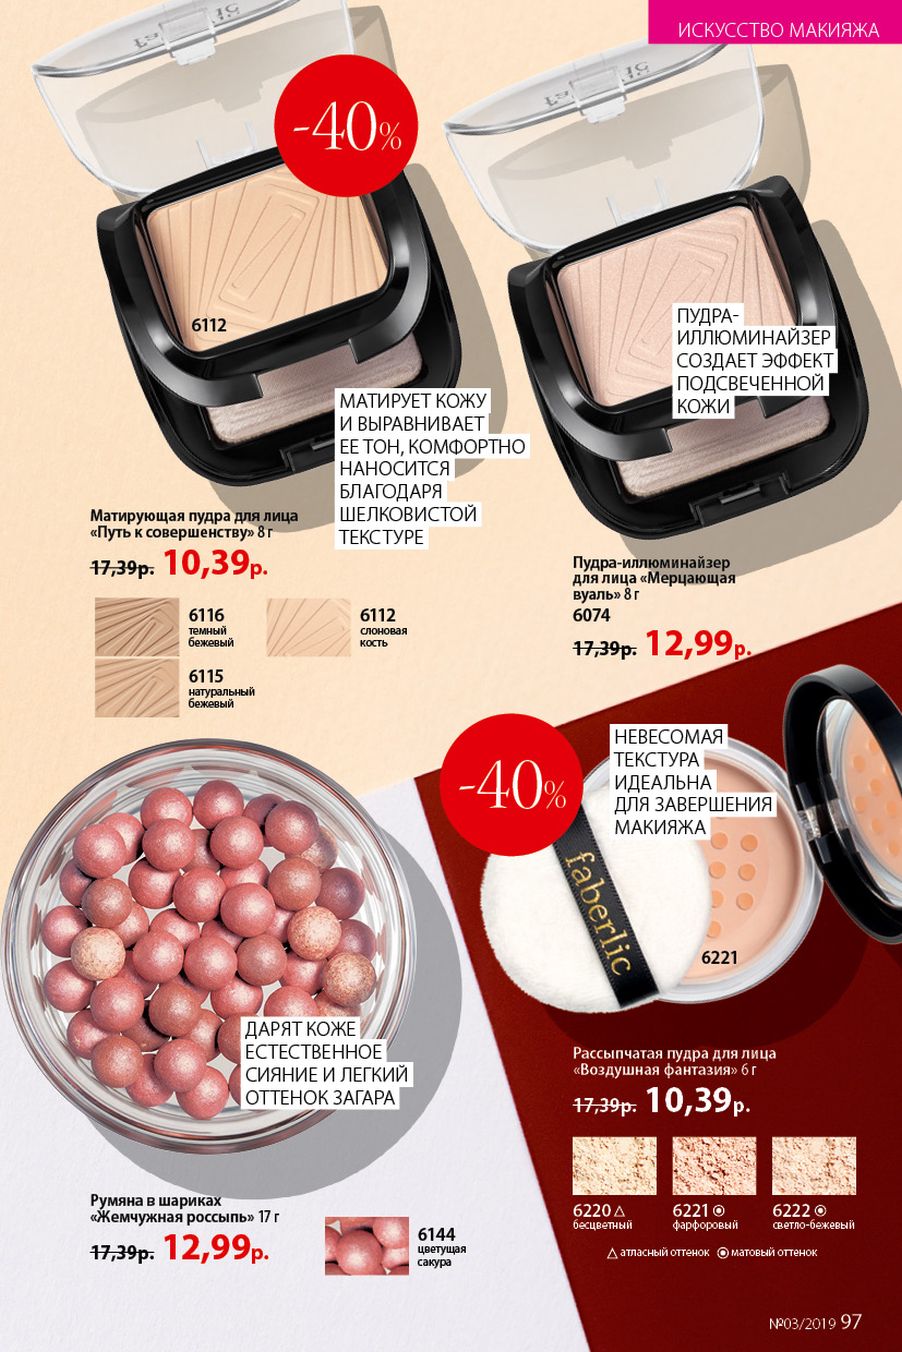 ИСКУССТВО МАКИЯЖА
faberlic
-40%
faberlic
6112
ПУДРА-
ИЛЛЮМИНАЙЗЕР
СОЗДАЕТ ЭФФЕКТ
ПОДСВЕЧЕННОЙ
КОЖИ
МАТИРУЕТ КОЖУ
И ВЫРАВНИВАЕТ
ЕЕ ТОН, КОМФОРТНО
НАНОСИТСЯ
БЛАГОДАРЯ
ШЕЛКОВИСТОЙ
ТЕКСТУРЕ
Матирующая пудра для лица
«Путь к совершенству» 8 г
17,39р. 10,39р.
6116
темный
бежевый
6112
слоновая
кость
6115
натуральный
бежевый
Пудра-иллюминайзер
для лица «Мерцающая
вуаль» 8 г
6074
17,39р. 12,99р.
-40%
НЕВЕСОМАЯ
ТЕКСТУРА
ИДЕАЛЬНА
ДЛЯ ЗАВЕРШЕНИЯ
МАКИЯЖА
faberlic
6221
ДАРЯТ КОЖЕ
ЕСТЕСТВЕННОЕ
СИЯНИЕ И ЛЕГКИЙ
ОТТЕНОК ЗАГАРА
Рассыпчатая пудра для лица
«Воздушная фантазия» 6 г
17,39р. 10,39р.
6220 △
бесцветный
6221 ◉
фарфоровый
6222 ◉
светло-бежевый
△ атласный оттенок ◉ матовый оттенок
Румяна в шариках
«Жемчужная россыпь» 17 г
17,39р. 12,99р.
6144
цветущая
сакура
№03/2019 97